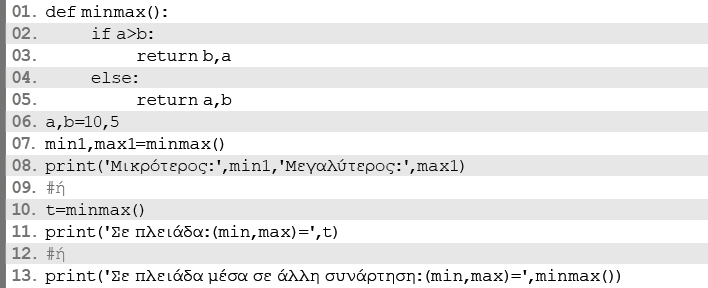 01. def minmax():
02.     if a>b:
03.         return b,a
04.     else:
05.         return a,b
06. a,b=10,5
07. min1,max1=minmax()
08. print('Μικρότερος:',min1,'Μεγαλύτερος:',max1)
09. #ή
10. t=minmax()
11. print('Σε πλειάδα:(min,max)=',t)
12. #ή
13. print('Σε πλειάδα μέσα σε άλλη συνάρτηση:(min,max)=',minmax())